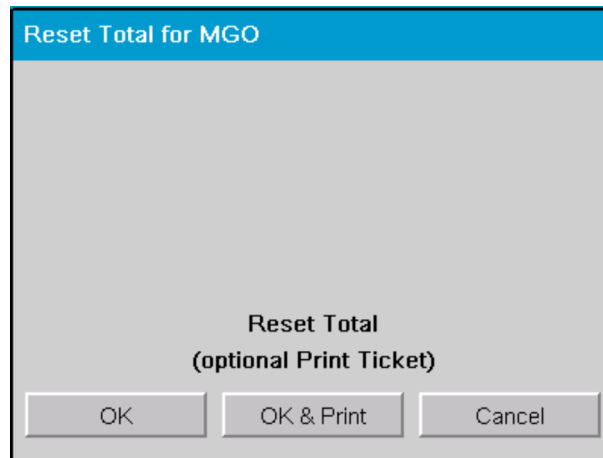 Reset Total for MGO
Reset Total
(optional Print Ticket)
OK
OK & Print
Cancel